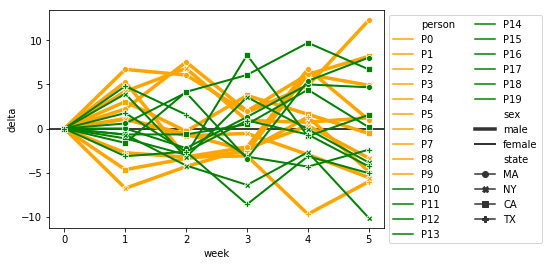 10
5
0
−5
−10
delta
0
1
2
3
4
5
week
person
P0
P1
P2
P3
P4
P5
P6
P7
P8
P9
P10
P11
P12
P13
P14
P15
P16
P17
P18
P19
sex
male
female
state
MA
NY
CA
TX